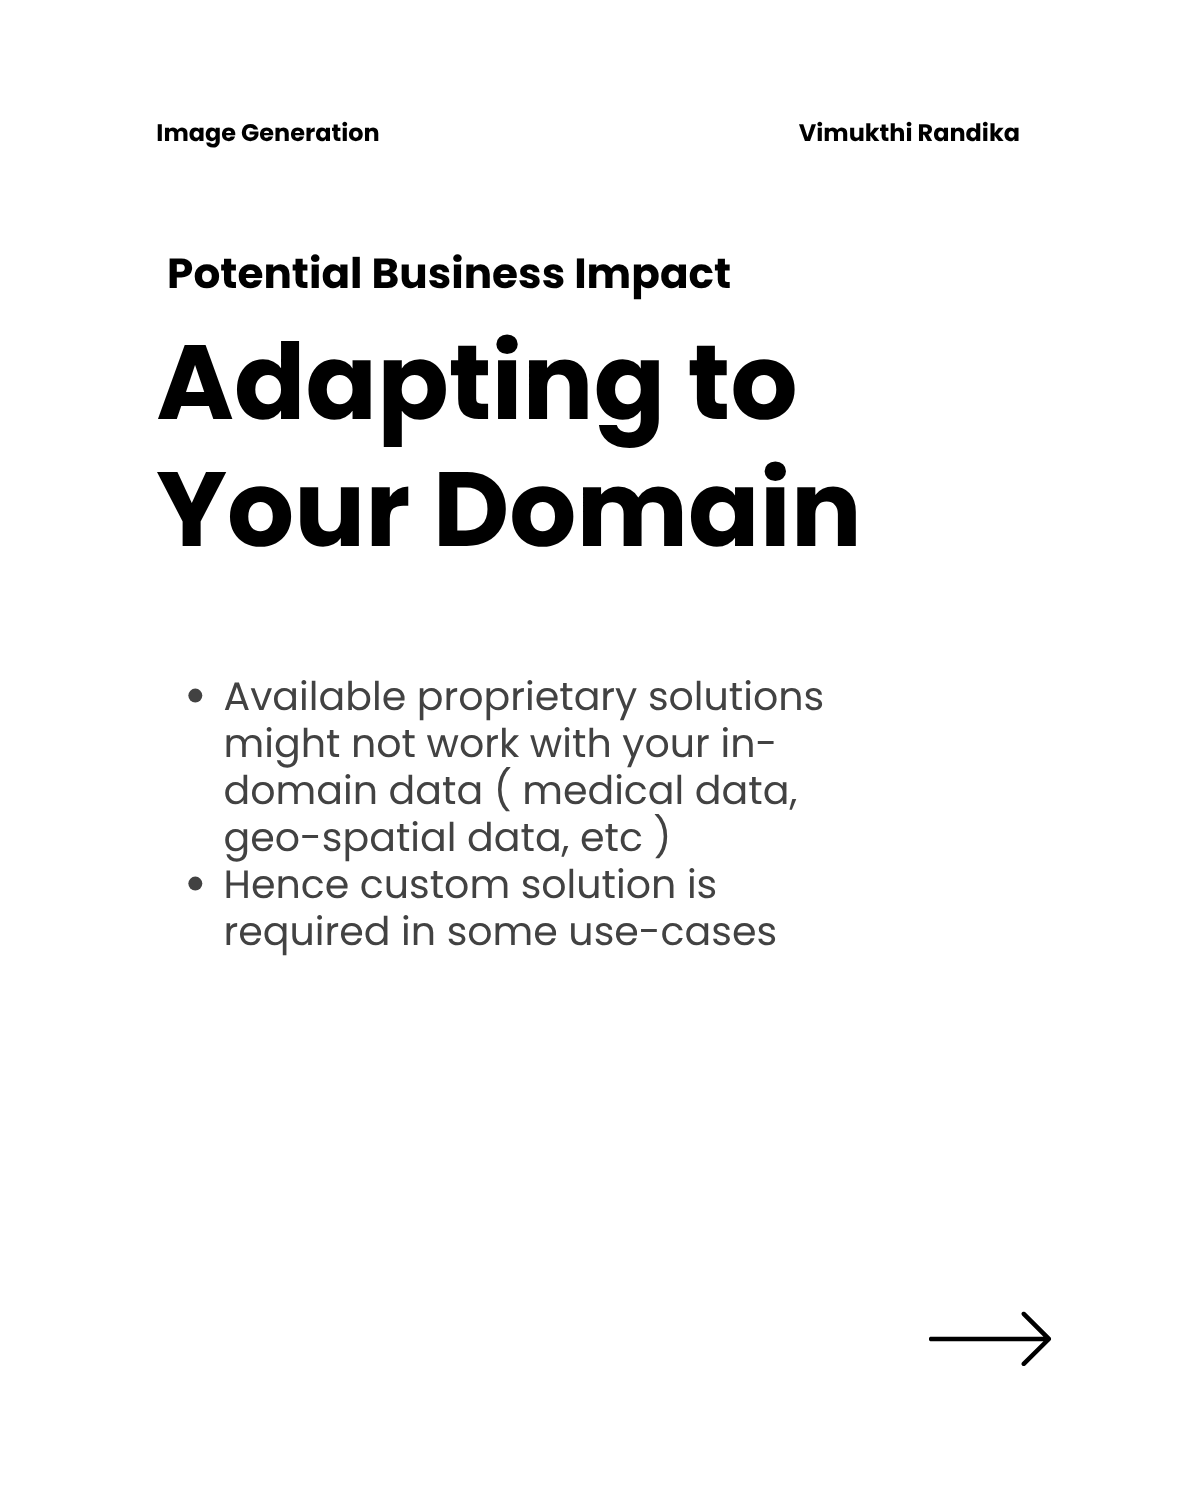 Image Generation
Vimukthi Randika
Potential Business Impact
Adapting to
Your Domain
• Available proprietary solutions
might not work with your in-
domain data ( medical data,
geo-spatial data, etc )
• Hence custom solution is
required in some use-cases